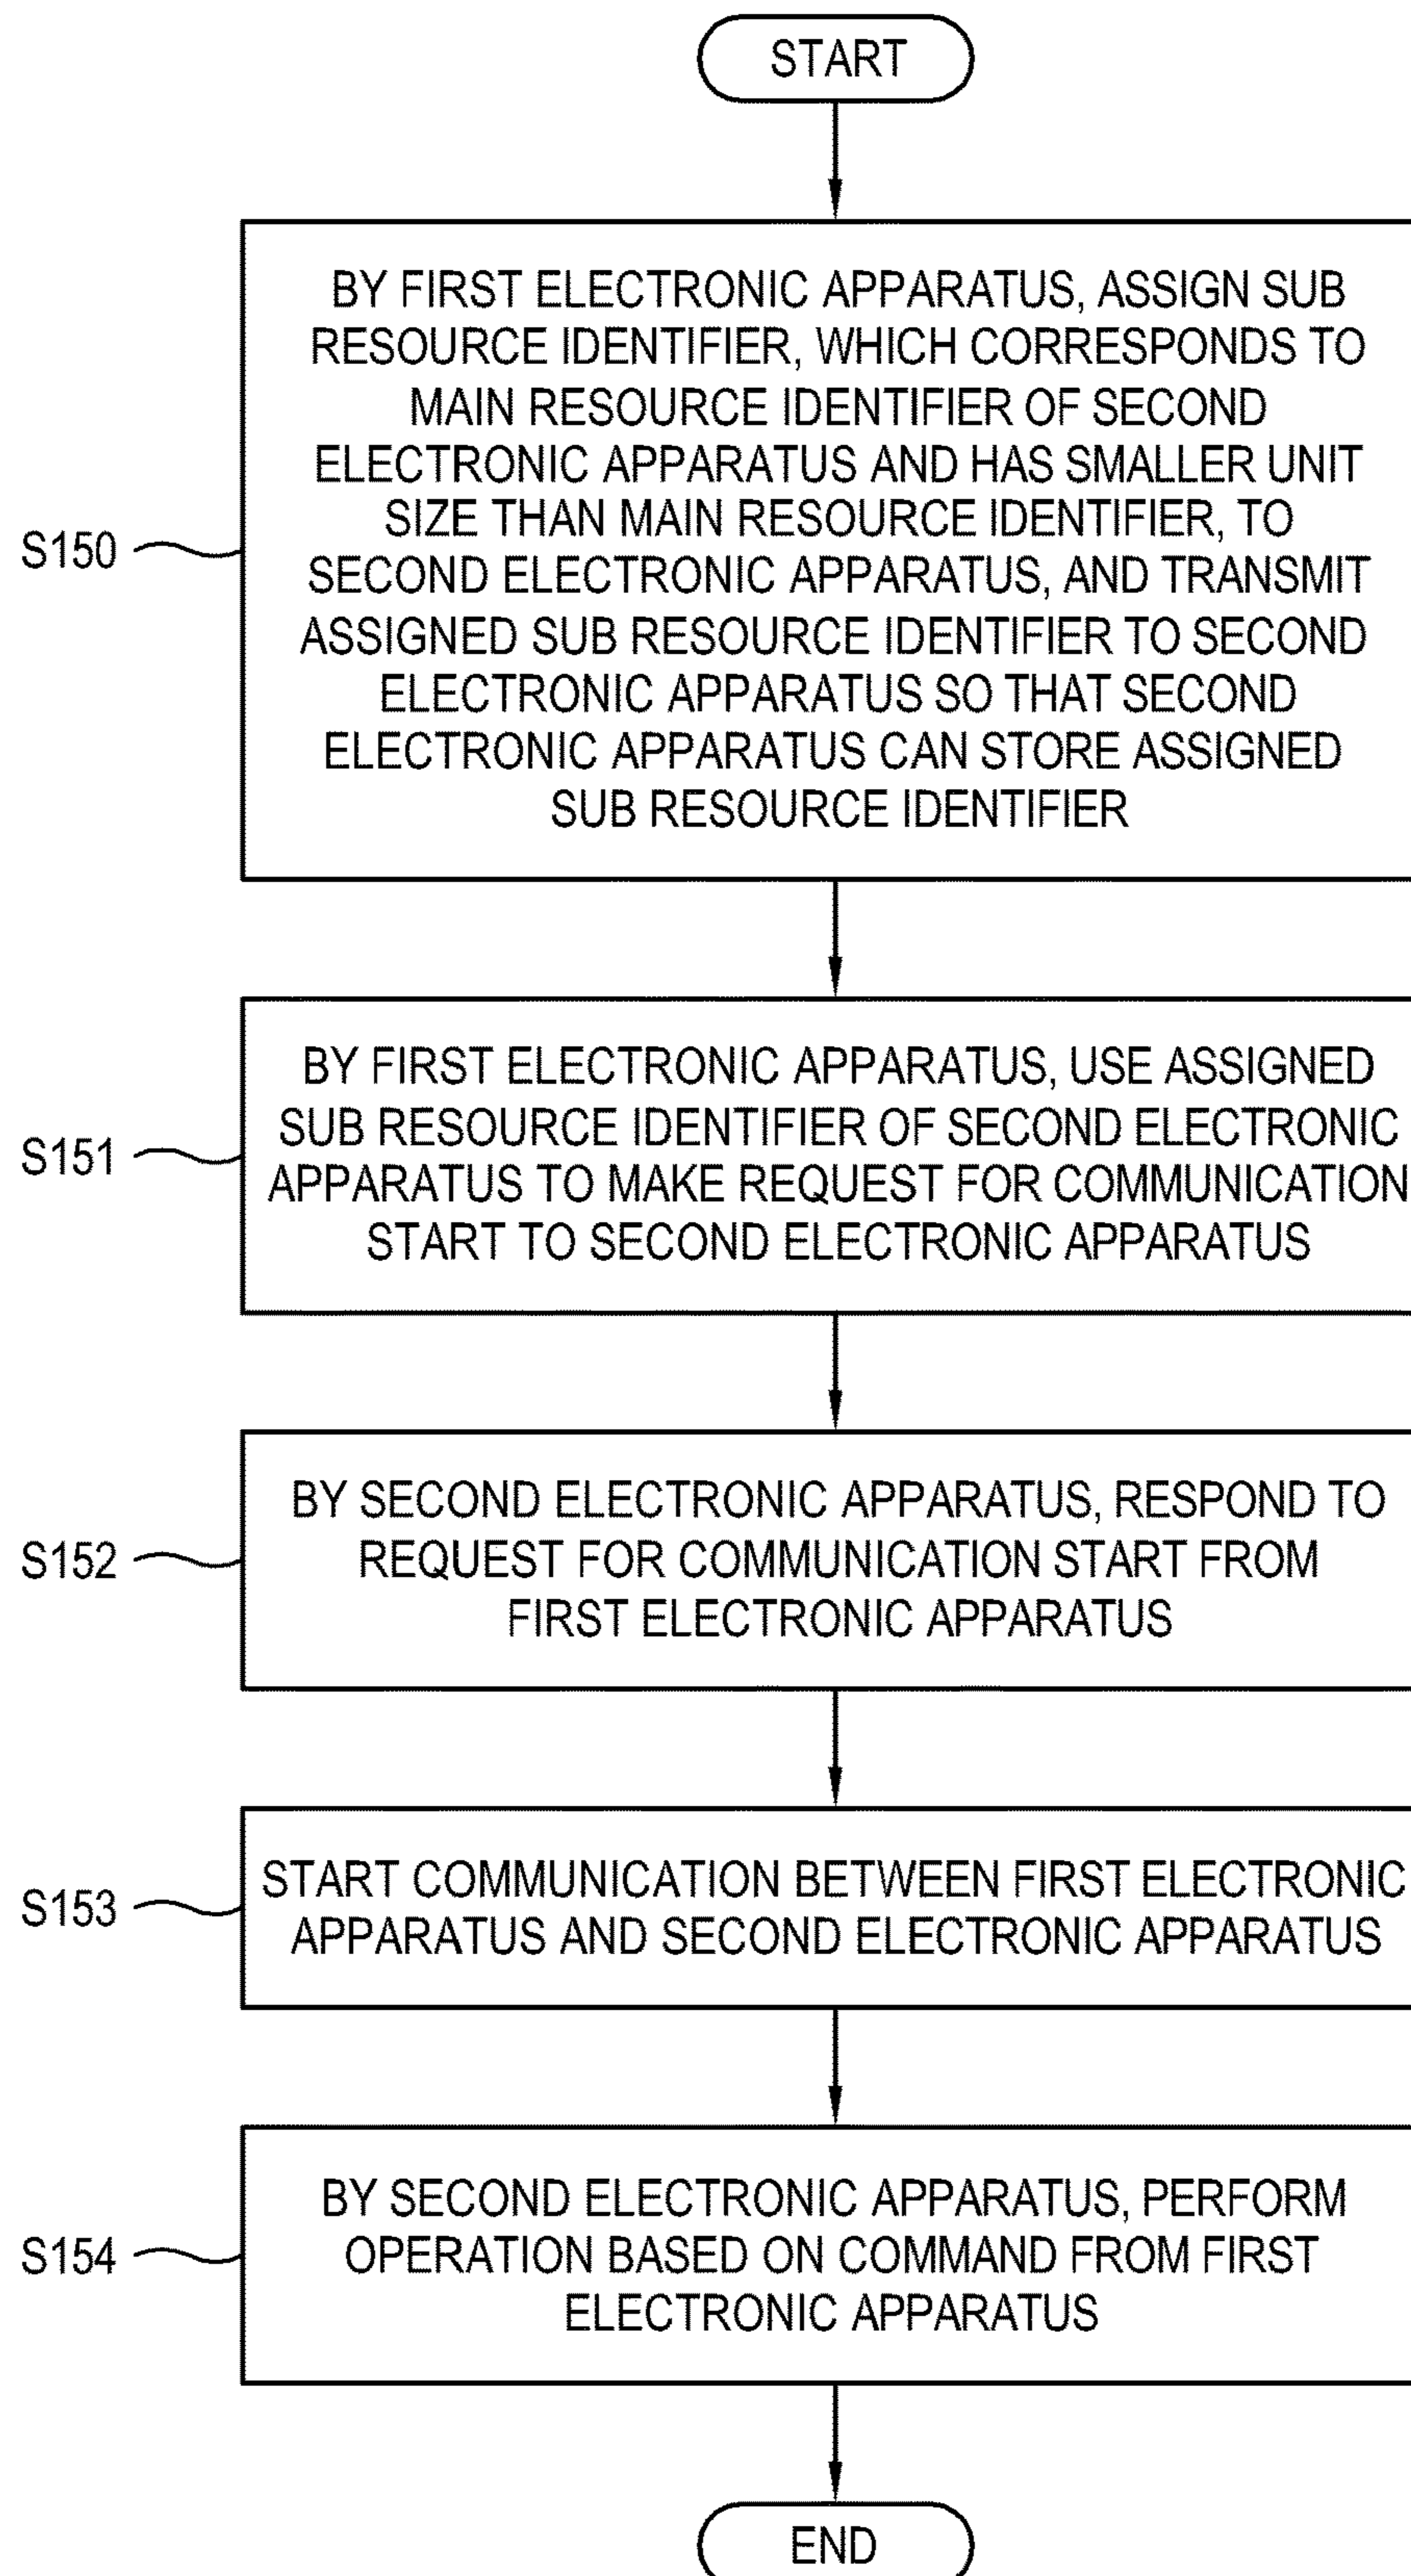 START
BY FIRST ELECTRONIC APPARATUS, ASSIGN SUB
RESOURCE IDENTIFIER, WHICH CORRESPONDS TO
MAIN RESOURCE IDENTIFIER OF SECOND
ELECTRONIC APPARATUS AND HAS SMALLER UNIT
SIZE THAN MAIN RESOURCE IDENTIFIER, TO
S150
SECOND ELECTRONIC APPARATUS, AND TRANSMIT
ASSIGNED SUB RESOURCE IDENTIFIER TO SECOND
ELECTRONIC APPARATUS SO THAT SECOND
ELECTRONIC APPARATUS CAN STORE ASSIGNED
SUB RESOURCE IDENTIFIER
BY FIRST ELECTRONIC APPARATUS, USE ASSIGNED
SUB RESOURCE IDENTIFIER OF SECOND ELECTRONIC
S151
APPARATUS TO MAKE REQUEST FOR COMMUNICATION
START TO SECOND ELECTRONIC APPARATUS
BY SECOND ELECTRONIC APPARATUS, RESPOND TO
S152
REQUEST FOR COMMUNICATION START FROM
FIRST ELECTRONIC APPARATUS
START COMMUNICATION BETWEEN FIRST ELECTRONIC
S153
APPARATUS AND SECOND ELECTRONIC APPARATUS
BY SECOND ELECTRONIC APPARATUS, PERFORM
S154
OPERATION BASED ON COMMAND FROM FIRST
ELECTRONIC APPARATUS
END